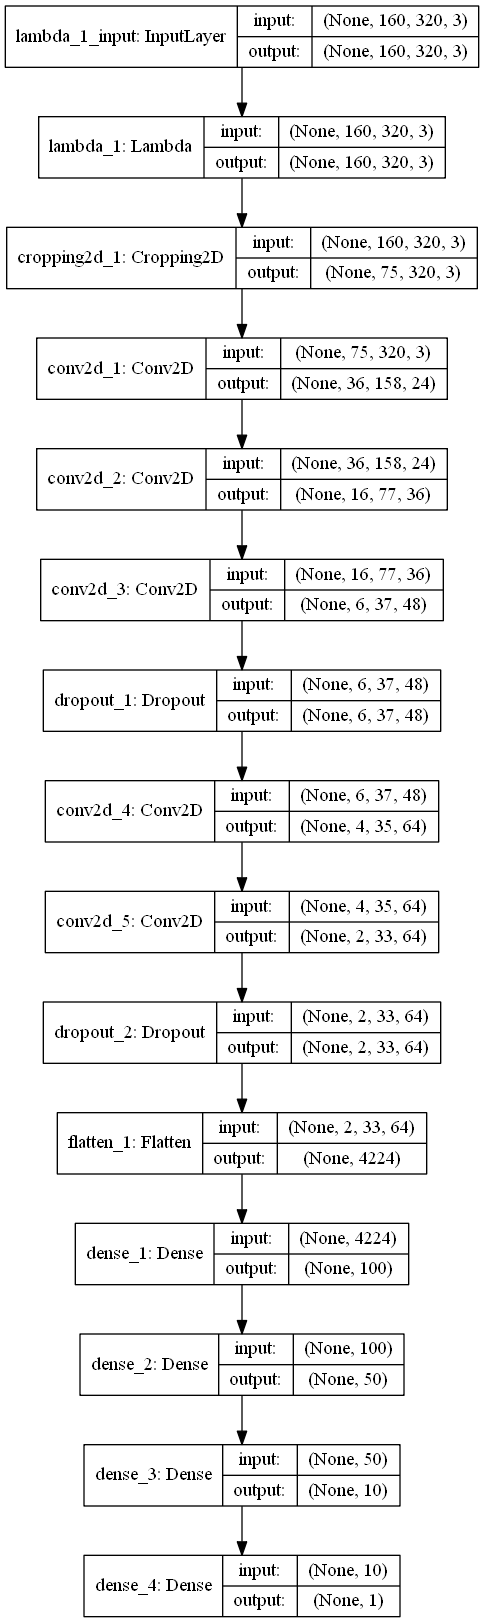 lambda_1_input: InputLayer
input: (None, 160, 320, 3)
output: (None, 160, 320, 3)
lambda_1: Lambda
input: (None, 160, 320, 3)
output: (None, 160, 320, 3)
cropping2d_1: Cropping2D
input: (None, 160, 320, 3)
output: (None, 75, 320, 3)
conv2d_1: Conv2D
input: (None, 75, 320, 3)
output: (None, 36, 158, 24)
conv2d_2: Conv2D
input: (None, 36, 158, 24)
output: (None, 16, 77, 36)
conv2d_3: Conv2D
input: (None, 16, 77, 36)
output: (None, 6, 37, 48)
dropout_1: Dropout
input: (None, 6, 37, 48)
output: (None, 6, 37, 48)
conv2d_4: Conv2D
input: (None, 6, 37, 48)
output: (None, 4, 35, 64)
conv2d_5: Conv2D
input: (None, 4, 35, 64)
output: (None, 2, 33, 64)
dropout_2: Dropout
input: (None, 2, 33, 64)
output: (None, 2, 33, 64)
flatten_1: Flatten
input: (None, 2, 33, 64)
output: (None, 4224)
dense_1: Dense
input: (None, 4224)
output: (None, 100)
dense_2: Dense
input: (None, 100)
output: (None, 50)
dense_3: Dense
input: (None, 50)
output: (None, 10)
dense_4: Dense
input: (None, 10)
output: (None, 1)